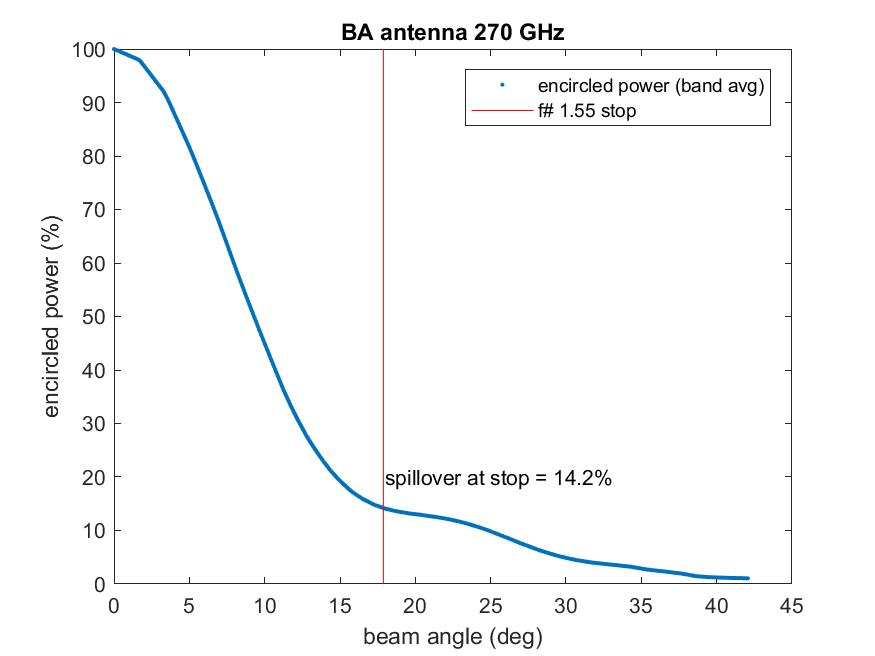 BA antenna 270 GHz
encircled power (band avg)
f# 1.55 stop
spillover at stop = 14.2%
encircled power (%)
100
90
80
70
60
50
40
30
20
10
0
0 5 10 15 20 25 30 35 40 45
beam angle (deg)